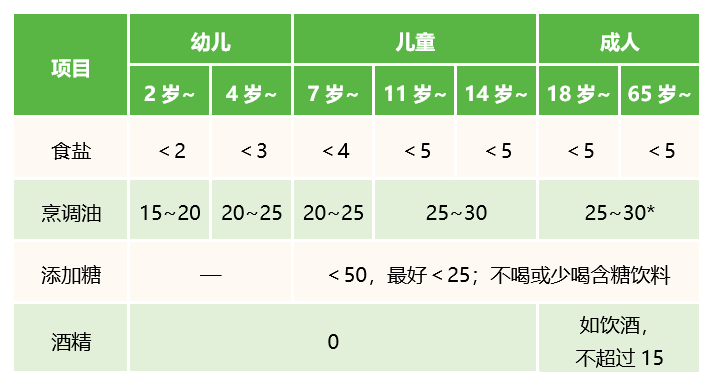 项目 幼儿 儿童 成人
2 岁~ 4 岁~ 7 岁~ 11 岁~ 14 岁~ 18 岁~ 65 岁~
食盐 ＜2 ＜3 ＜4 ＜5 ＜5 ＜5 ＜5
烹调油 15~20 20~25 20~25 25~30 25~30*
添加糖 — ＜50，最好＜25；不喝或少喝含糖饮料
酒精 0 如饮酒，
不超过 15